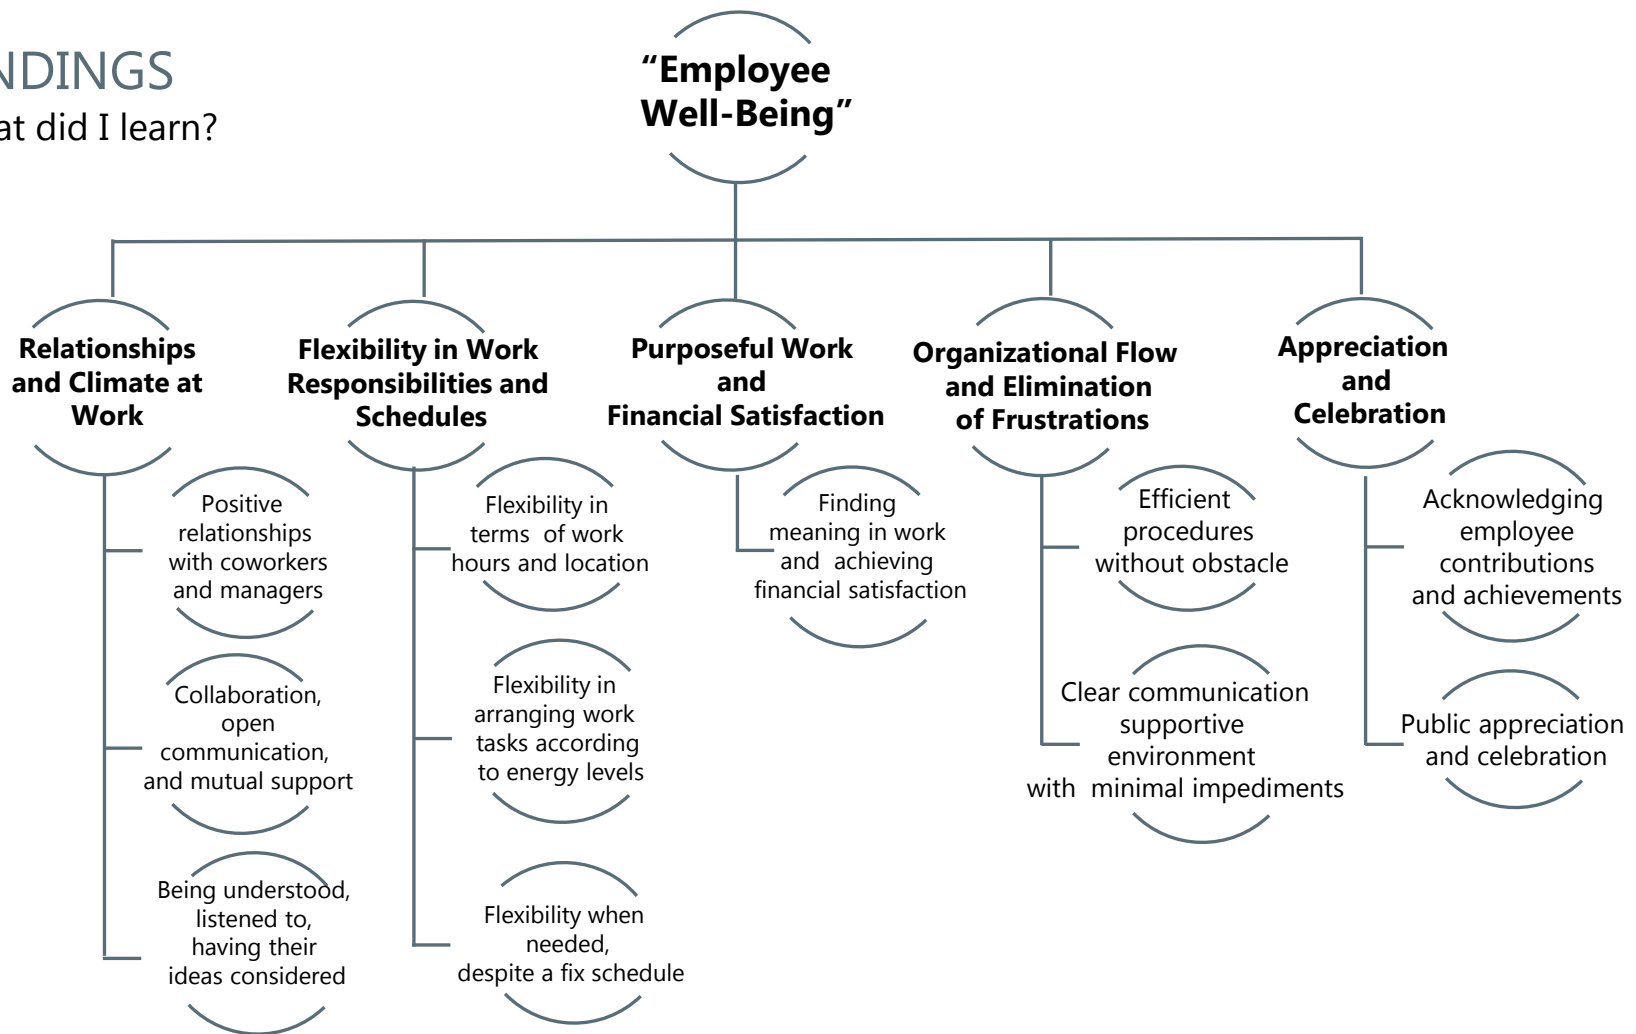 NDINGS
at did I learn?
“Employee
Well-Being”
Relationships
and Climate at
Work
Positive
relationships
with coworkers
and managers
Collaboration,
open
communication,
and mutual support
Being understood,
listened to,
having their
ideas considered
Flexibility in Work
Responsibilities and
Schedules
Flexibility in
terms of work
hours and location
Flexibility in
arranging work
tasks according
to energy levels
Flexibility when
needed,
despite a fix schedule
Purposeful Work
and
Financial Satisfaction
Finding
meaning in work
and achieving
financial satisfaction
Organizational Flow
and Elimination
of Frustrations
Efficient
procedures
without obstacle
Clear communication
supportive
environment
with minimal impediments
Appreciation
and
Celebration
Acknowledging
employee
contributions
and achievements
Public appreciation
and celebration